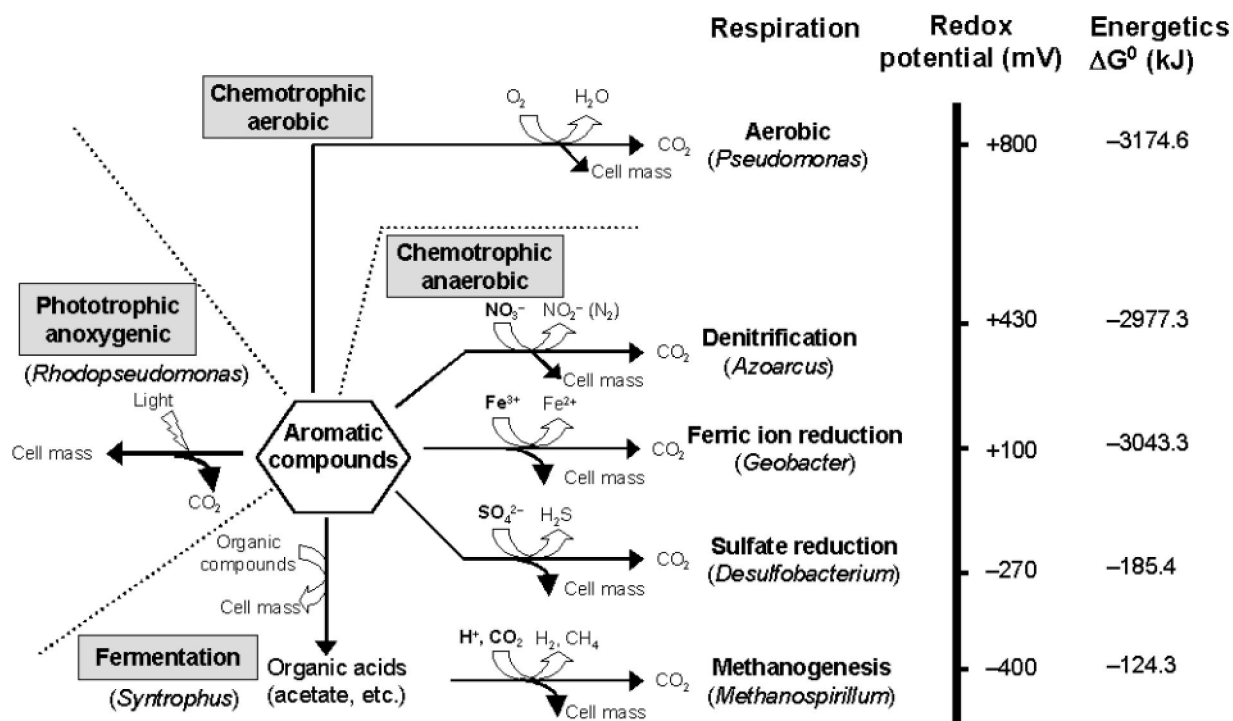 Respiration
Redox
potential (mV)
Energetics
ΔG⁰ (kJ)
Chemotrophic
aerobic
O₂
H₂O
CO₂
Cell mass
Aerobic
(Pseudomonas)
+800
–3174.6
Chemotrophic
anaerobic
Phototrophic
anoxygenic
(Rhodopseudomonas)
Light
Cell mass
CO₂
Aromatic
compounds
NO₃⁻
NO₂⁻ (N₂)
CO₂
Cell mass
Denitrification
(Azoarcus)
+430
–2977.3
Fe³⁺
Fe²⁺
CO₂
Cell mass
Ferric ion reduction
(Geobacter)
+100
–3043.3
SO₄²⁻
H₂S
CO₂
Cell mass
Sulfate reduction
(Desulfobacterium)
–270
–185.4
Organic
compounds
Cell mass
Fermentation
(Syntrophus)
Organic acids
(acetate, etc.)
H⁺, CO₂
H₂, CH₄
CO₂
Cell mass
Methanogenesis
(Methanospirillum)
–400
–124.3